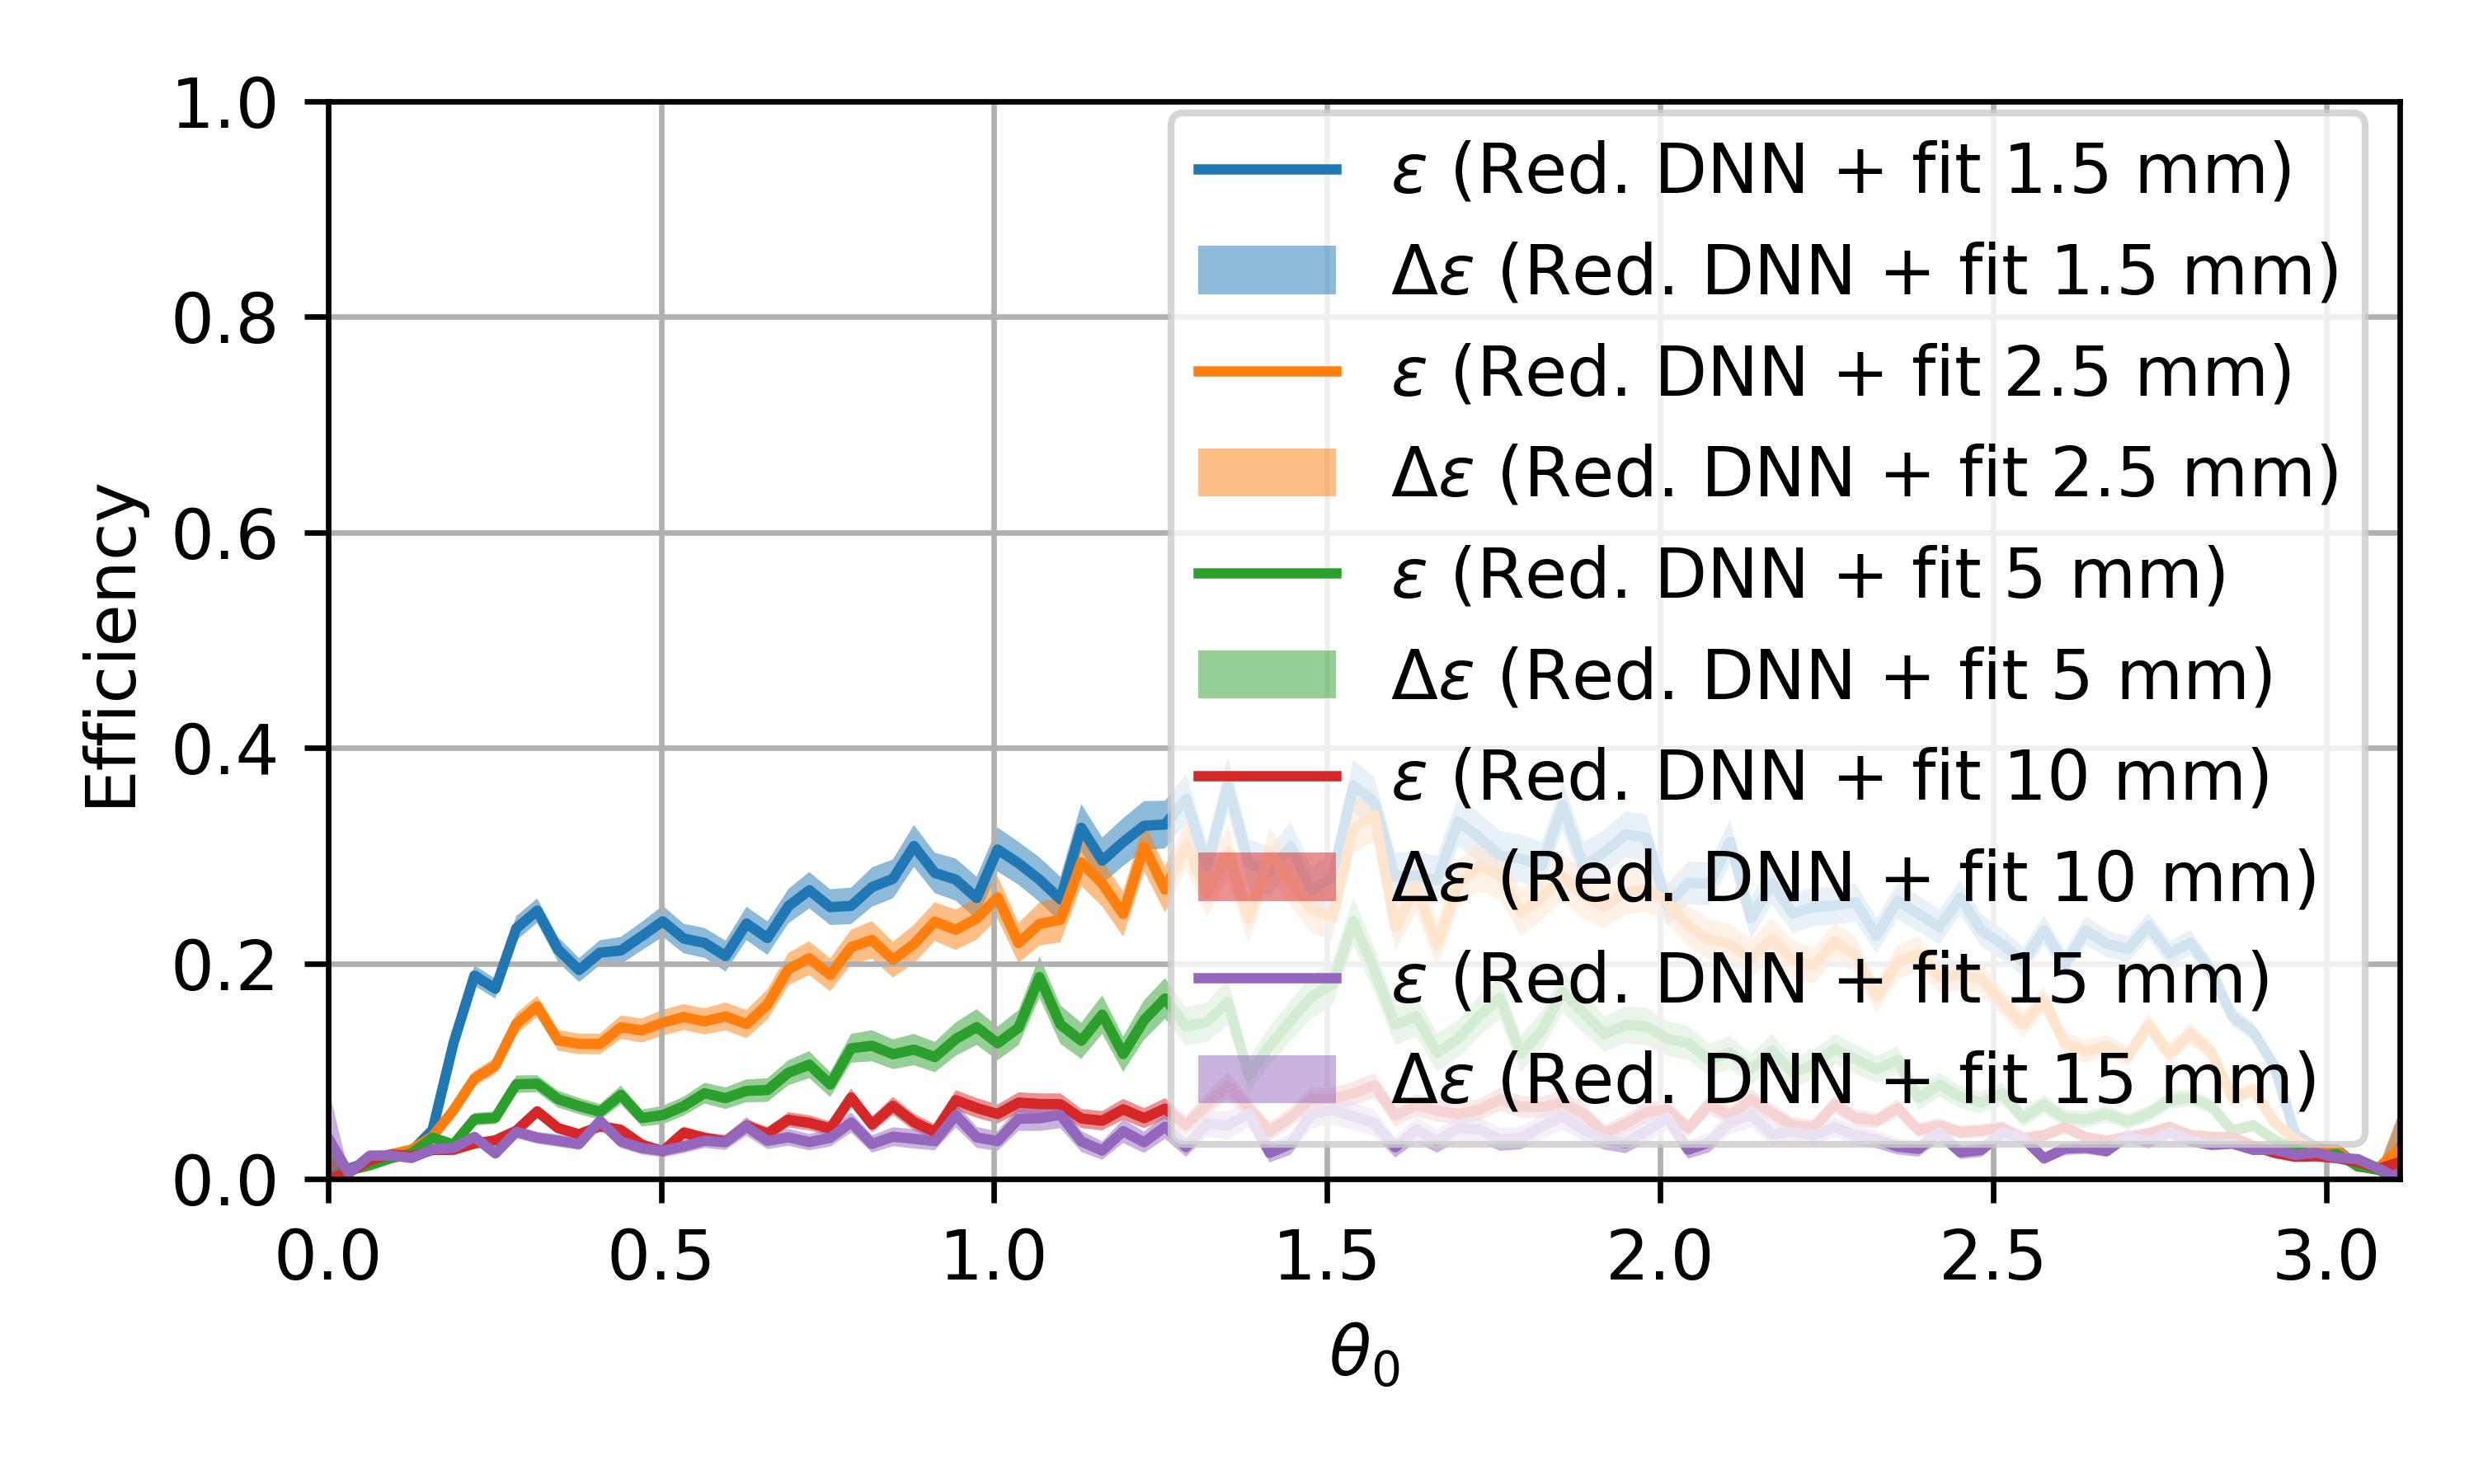 1.0
0.8
0.6
0.4
0.2
0.0
Efficiency
0.0 0.5 1.0 1.5 2.0 2.5 3.0
θ₀
ε (Red. DNN + fit 1.5 mm)
Δε (Red. DNN + fit 1.5 mm)
ε (Red. DNN + fit 2.5 mm)
Δε (Red. DNN + fit 2.5 mm)
ε (Red. DNN + fit 5 mm)
Δε (Red. DNN + fit 5 mm)
ε (Red. DNN + fit 10 mm)
Δε (Red. DNN + fit 10 mm)
ε (Red. DNN + fit 15 mm)
Δε (Red. DNN + fit 15 mm)